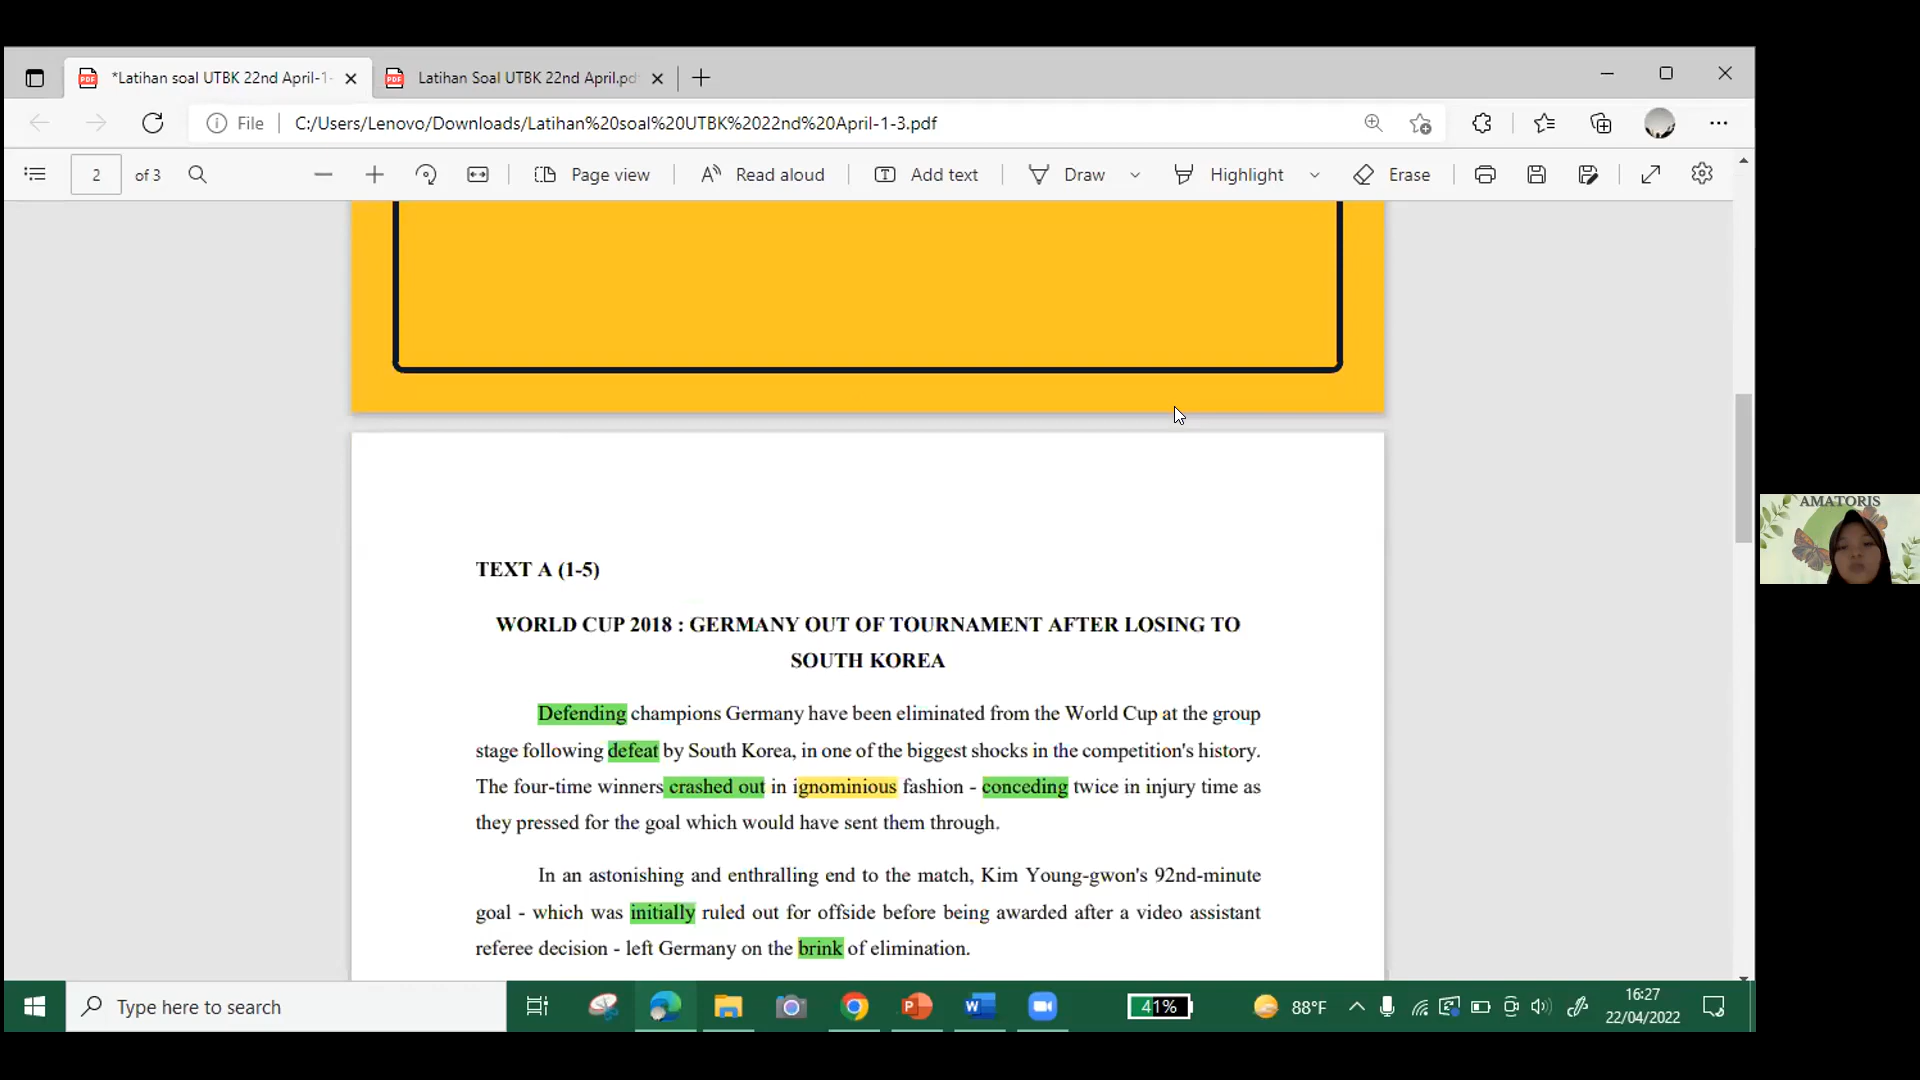 *Latihan soal UTBK 22nd April-1-
Latihan Soal UTBK 22nd April.pd
File
C:/Users/Lenovo/Downloads/Latihan%20soal%20UTBK%2022nd%20April-1-3.pdf
2 of 3
Page view
Read aloud
Add text
Draw
Highlight
Erase
AMATORIS
TEXT A (1-5)
WORLD CUP 2018 : GERMANY OUT OF TOURNAMENT AFTER LOSING TO
SOUTH KOREA
Defending champions Germany have been eliminated from the World Cup at the group
stage following defeat by South Korea, in one of the biggest shocks in the competition's history.
The four-time winners crashed out in ignominious fashion - conceding twice in injury time as
they pressed for the goal which would have sent them through.
In an astonishing and enthralling end to the match, Kim Young-gwon's 92nd-minute
goal - which was initially ruled out for offside before being awarded after a video assistant
referee decision - left Germany on the brink of elimination.
Type here to search
41%
88°F
16:27
22/04/2022